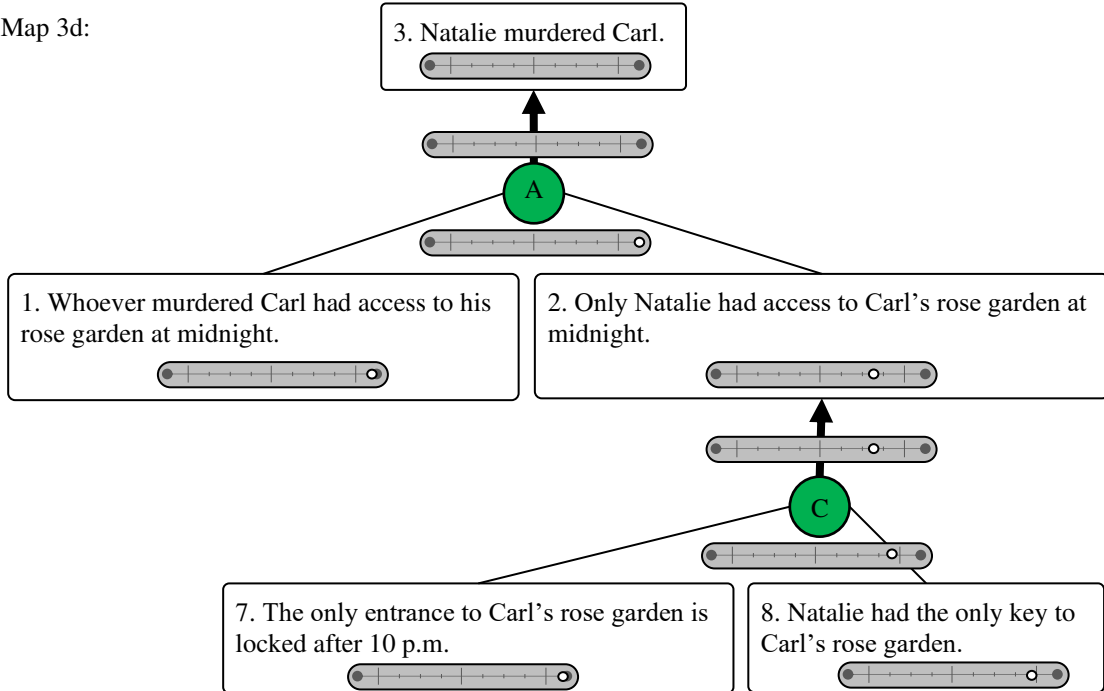 Map 3d:
3. Natalie murdered Carl.
A
1. Whoever murdered Carl had access to his
rose garden at midnight.
2. Only Natalie had access to Carl’s rose garden at
midnight.
C
7. The only entrance to Carl’s rose garden is
locked after 10 p.m.
8. Natalie had the only key to
Carl’s rose garden.